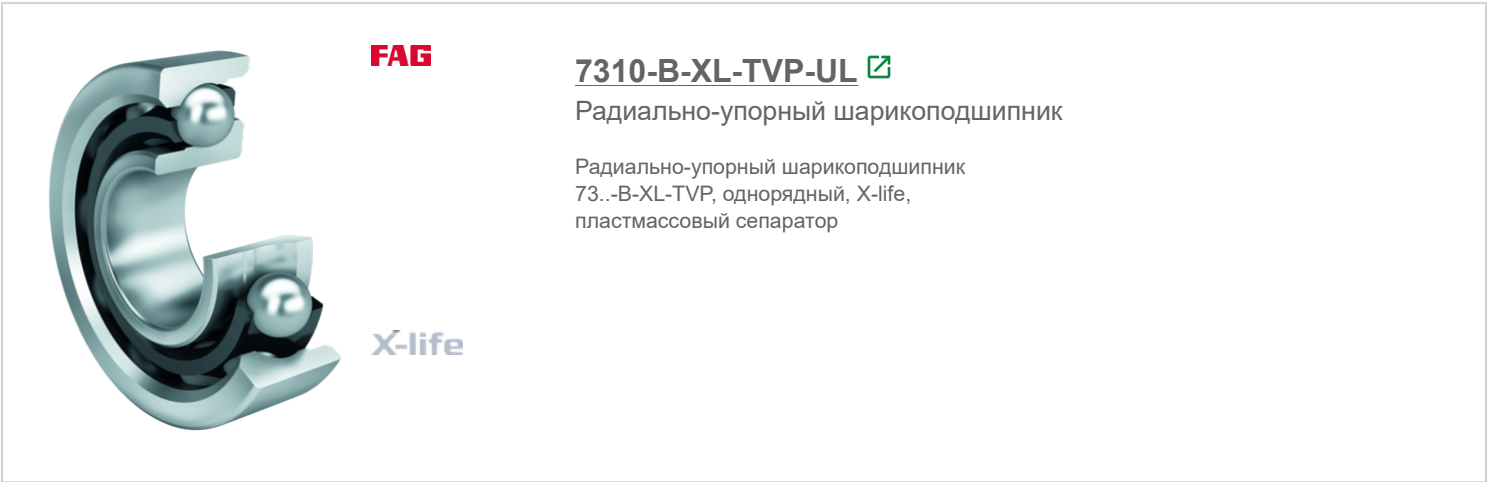 FAG
7310-B-XL-TVP-UL
Радиально-упорный шарикоподшипник
Радиально-упорный шарикоподшипник
73..-B-XL-TVP, однорядный, X-life,
пластмассовый сепаратор
X-life